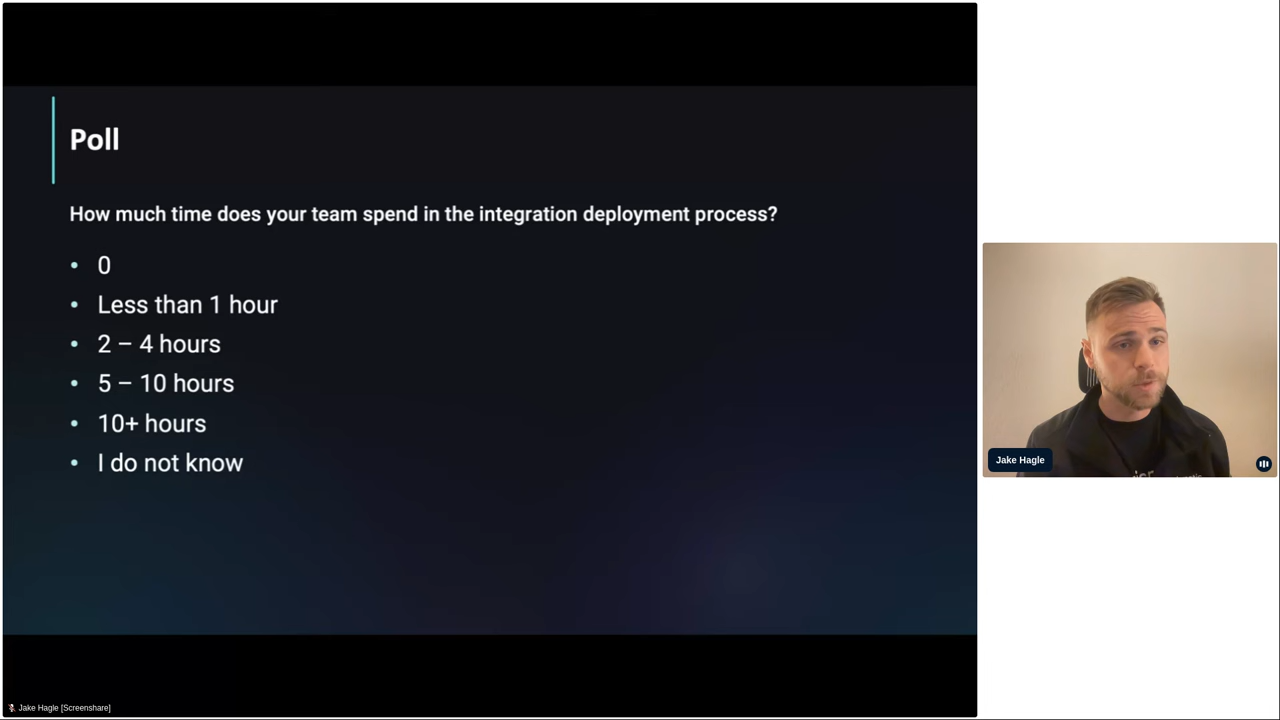 Poll
How much time does your team spend in the integration deployment process?
• 0
• Less than 1 hour
• 2 – 4 hours
• 5 – 10 hours
• 10+ hours
• I do not know
Jake Hagle
Jake Hagle [Screenshare]